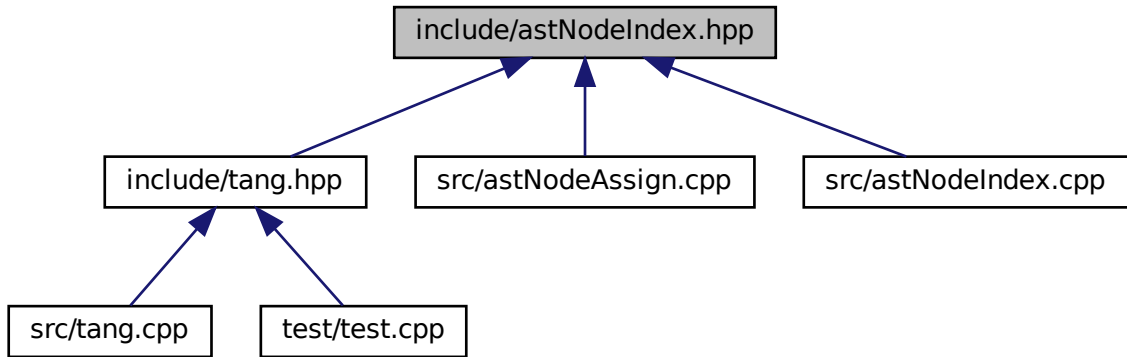 include/astNodeIndex.hpp
include/tang.hpp
src/astNodeAssign.cpp
src/astNodeIndex.cpp
src/tang.cpp
test/test.cpp